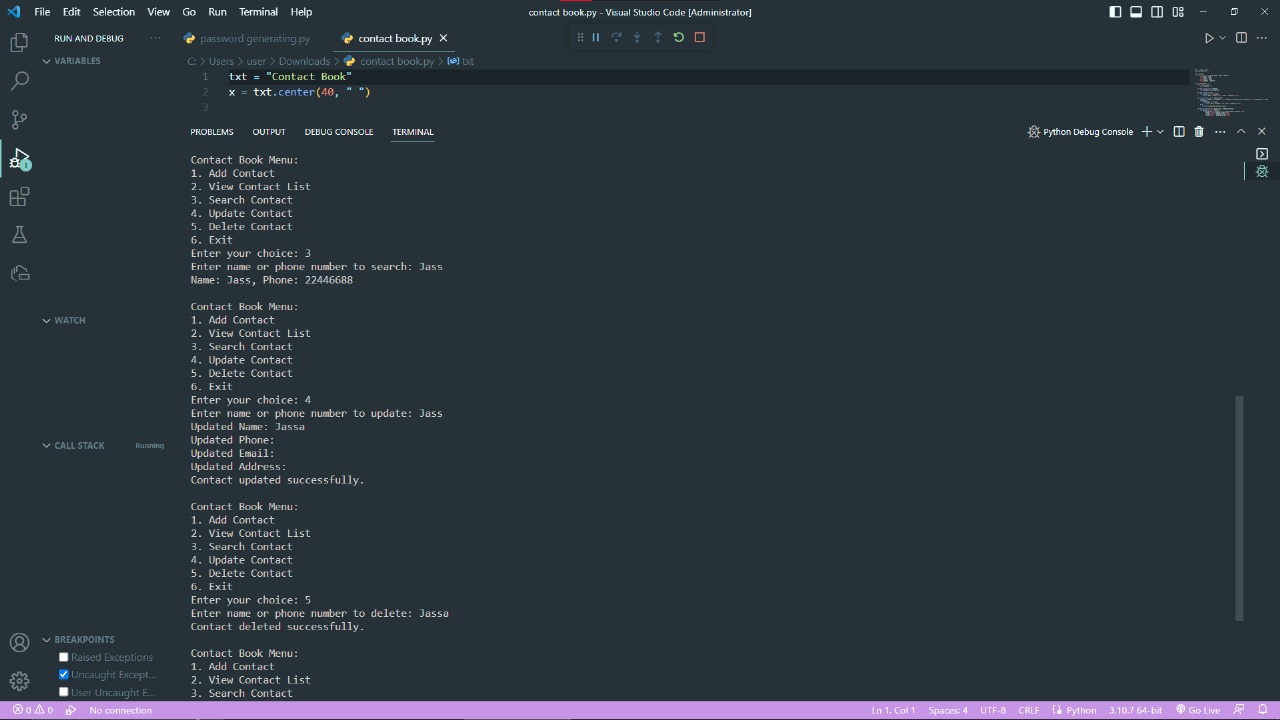 File Edit Selection View Go Run Terminal Help
contact book.py - Visual Studio Code [Administrator]
RUN AND DEBUG ...
password generating.py
contact book.py
VARIABLES
C: > Users > user > Downloads > contact book.py > txt
1 txt = "Contact Book"
2 x = txt.center(40, " ")
3
PROBLEMS OUTPUT DEBUG CONSOLE TERMINAL
Python Debug Console
1
Contact Book Menu:
1. Add Contact
2. View Contact List
3. Search Contact
4. Update Contact
5. Delete Contact
6. Exit
Enter your choice: 3
Enter name or phone number to search: Jass
Name: Jass, Phone: 22446688
Contact Book Menu:
1. Add Contact
2. View Contact List
3. Search Contact
4. Update Contact
5. Delete Contact
6. Exit
Enter your choice: 4
Enter name or phone number to update: Jass
Updated Name: Jassa
Updated Phone:
Updated Email:
Updated Address:
Contact updated successfully.
Contact Book Menu:
1. Add Contact
2. View Contact List
3. Search Contact
4. Update Contact
5. Delete Contact
6. Exit
Enter your choice: 5
Enter name or phone number to delete: Jassa
Contact deleted successfully.
Contact Book Menu:
1. Add Contact
2. View Contact List
3. Search Contact
WATCH
CALL STACK Running
BREAKPOINTS
Raised Exceptions
Uncaught Except...
User Uncaught E...
0 0 No connection
Ln 1, Col 1 Spaces: 4 UTF-8 CRLF Python 3.10.7 64-bit Go Live